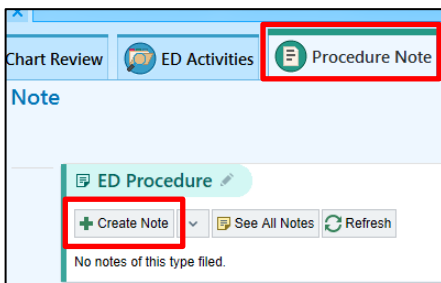 Chart Review ED Activities Procedure Note
Note
ED Procedure
Create Note See All Notes Refresh
No notes of this type filed.